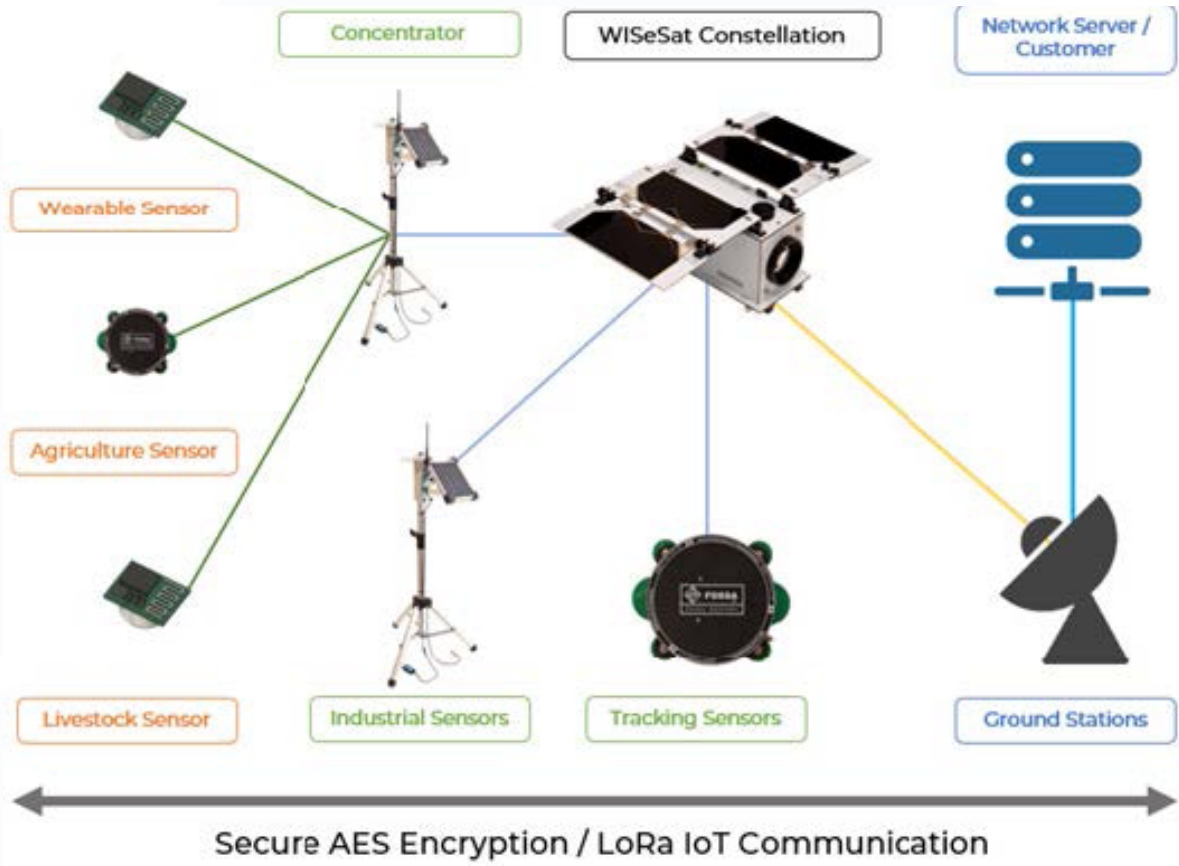 Concentrator
WISeSat Constellation
Network Server /
Customer
Wearable Sensor
Agriculture Sensor
FOSSA
Livestock Sensor
Industrial Sensors
Tracking Sensors
Ground Stations
Secure AES Encryption / LoRa IoT Communication